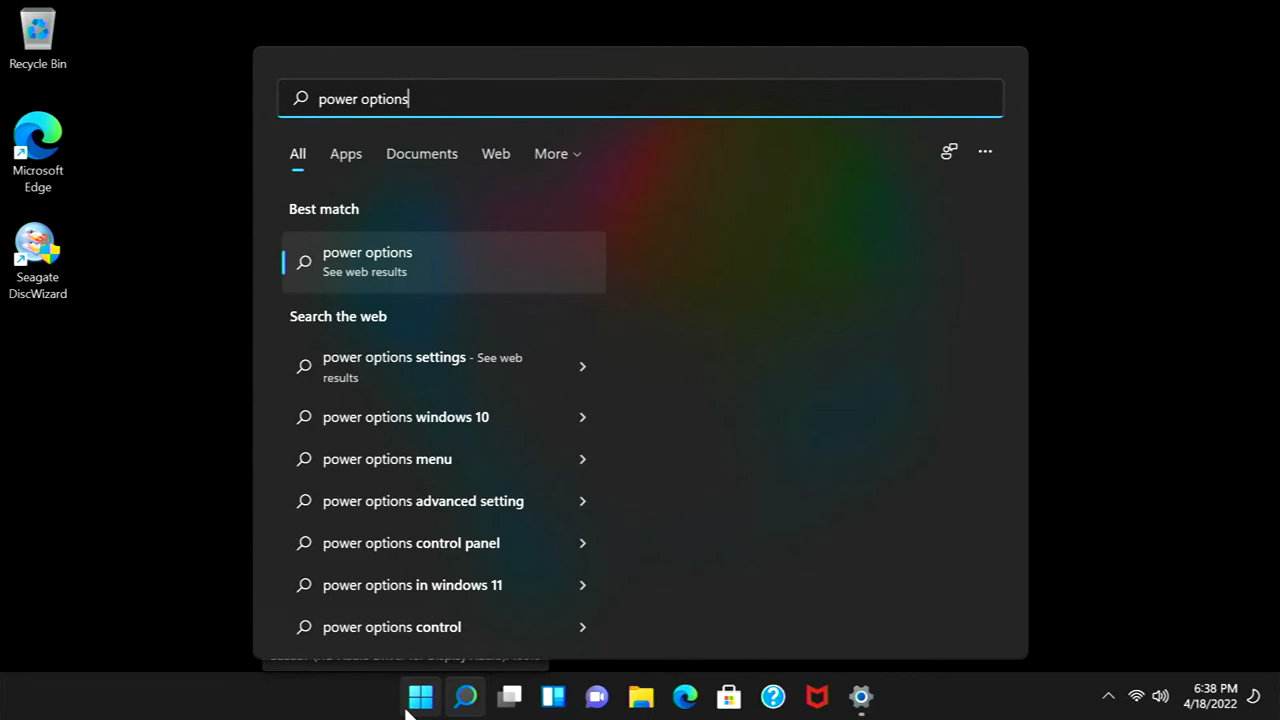 Recycle Bin
Microsoft
Edge
Seagate
DiscWizard
power options
All
Apps
Documents
Web
More
Best match
power options
See web results
Search the web
power options settings - See web
results
power options windows 10
power options menu
power options advanced setting
power options control panel
power options in windows 11
power options control
6:38 PM
4/18/2022